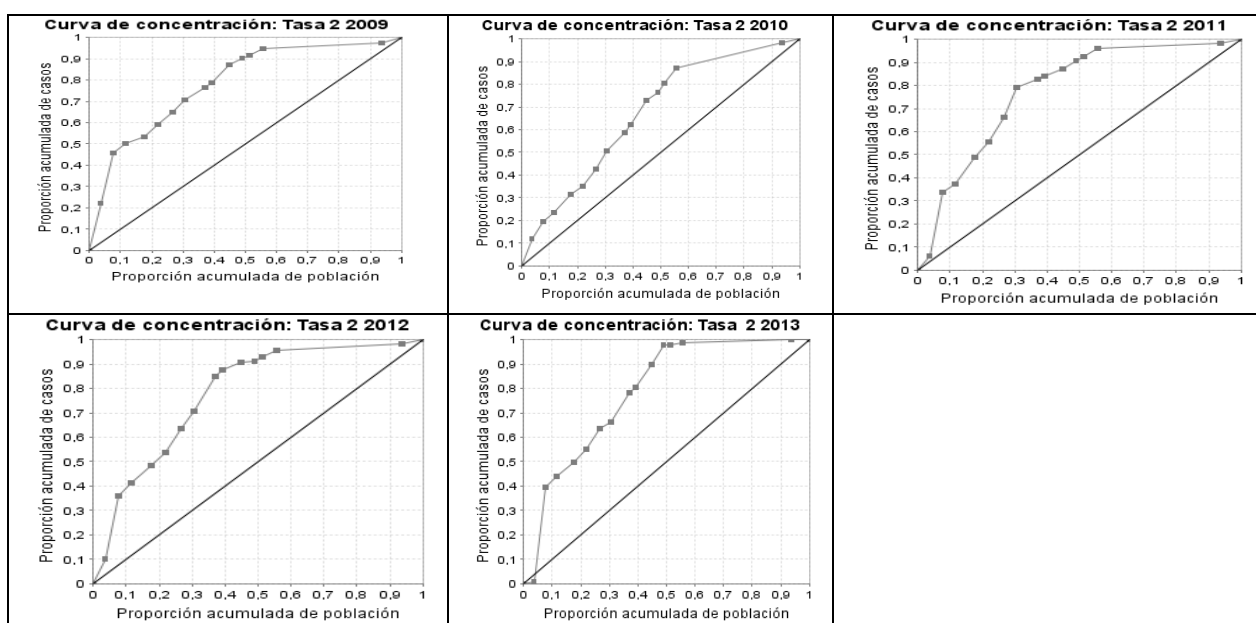 Curva de concentración: Tasa 2 2009
Proporción acumulada de casos
1
0,9
0,8
0,7
0,6
0,5
0,4
0,3
0,2
0,1
0
0 0,1 0,2 0,3 0,4 0,5 0,6 0,7 0,8 0,9 1
Proporción acumulada de población
Curva de concentración: Tasa 2 2010
Proporción acumulada de casos
1
0,9
0,8
0,7
0,6
0,5
0,4
0,3
0,2
0,1
0
0 0,1 0,2 0,3 0,4 0,5 0,6 0,7 0,8 0,9 1
Proporción acumulada de población
Curva de concentración: Tasa 2 2011
Proporción acumulada de casos
1
0,9
0,8
0,7
0,6
0,5
0,4
0,3
0,2
0,1
0
0 0,1 0,2 0,3 0,4 0,5 0,6 0,7 0,8 0,9 1
Proporción acumulada de población
Curva de concentración: Tasa 2 2012
Proporción acumulada de casos
1
0,9
0,8
0,7
0,6
0,5
0,4
0,3
0,2
0,1
0
0 0,1 0,2 0,3 0,4 0,5 0,6 0,7 0,8 0,9 1
Proporción acumulada de población
Curva de concentración: Tasa 2 2013
Proporción acumulada de casos
1
0,9
0,8
0,7
0,6
0,5
0,4
0,3
0,2
0,1
0
0 0,1 0,2 0,3 0,4 0,5 0,6 0,7 0,8 0,9 1
Proporción acumulada de población